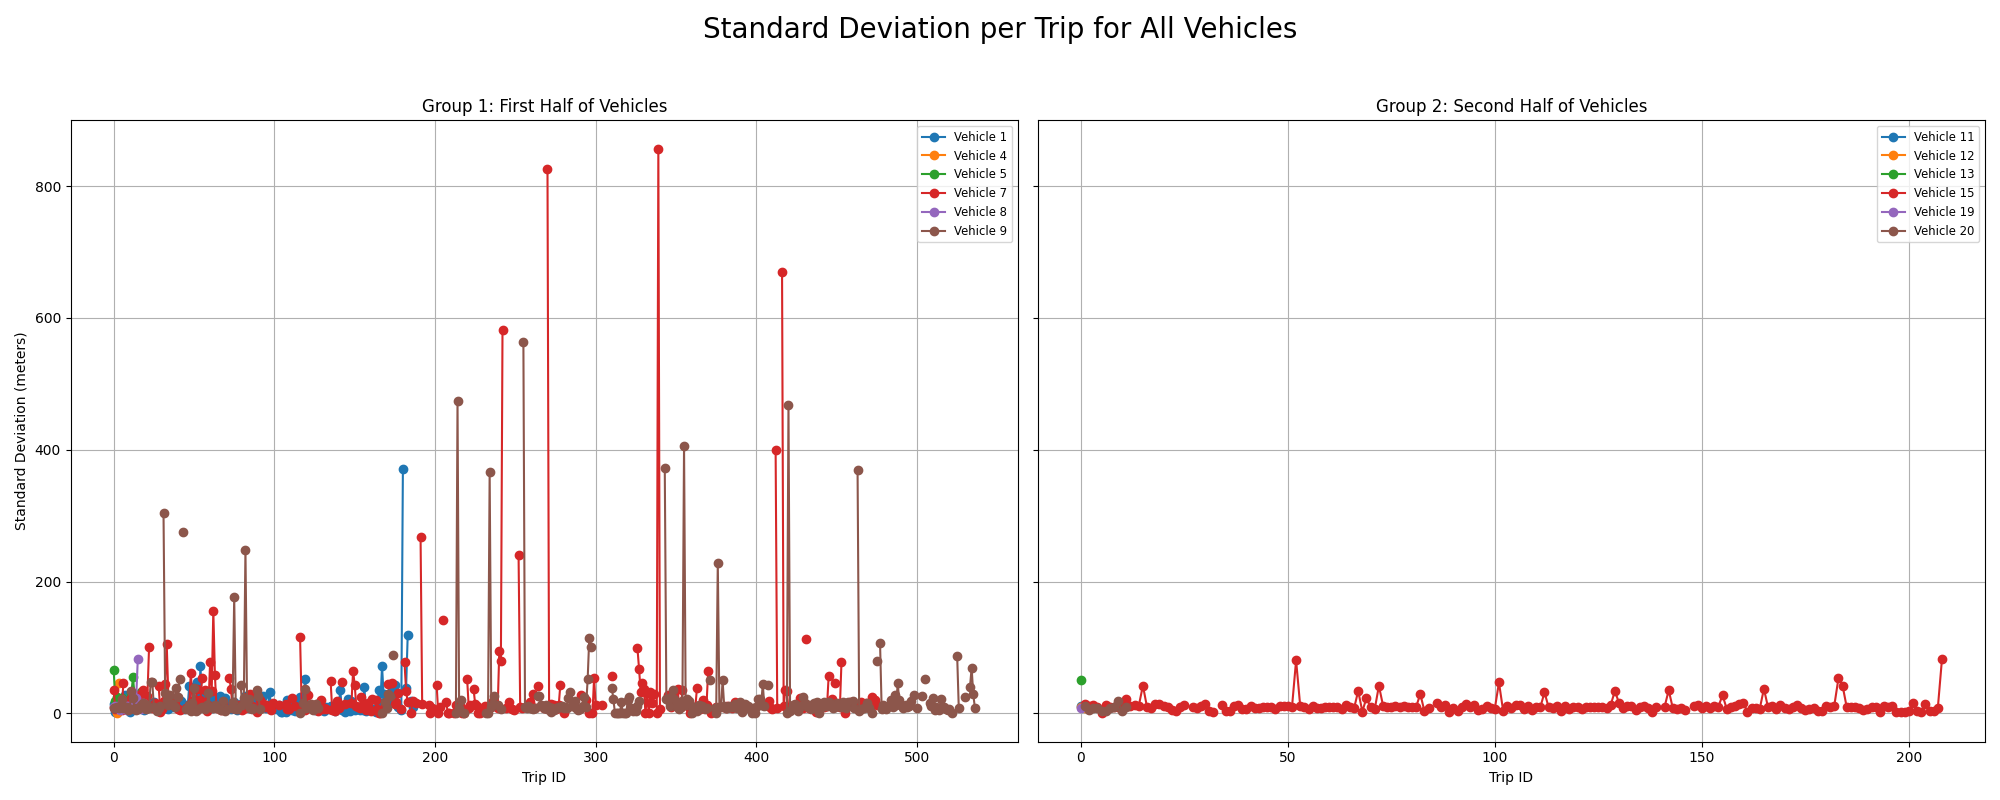 Standard Deviation per Trip for All Vehicles
Group 1: First Half of Vehicles
Standard Deviation (meters)
800
600
400
200
0
0 100 200 300 400 500
Trip ID
Vehicle 1
Vehicle 4
Vehicle 5
Vehicle 7
Vehicle 8
Vehicle 9
Group 2: Second Half of Vehicles
Vehicle 11
Vehicle 12
Vehicle 13
Vehicle 15
Vehicle 19
Vehicle 20
0 50 100 150 200
Trip ID